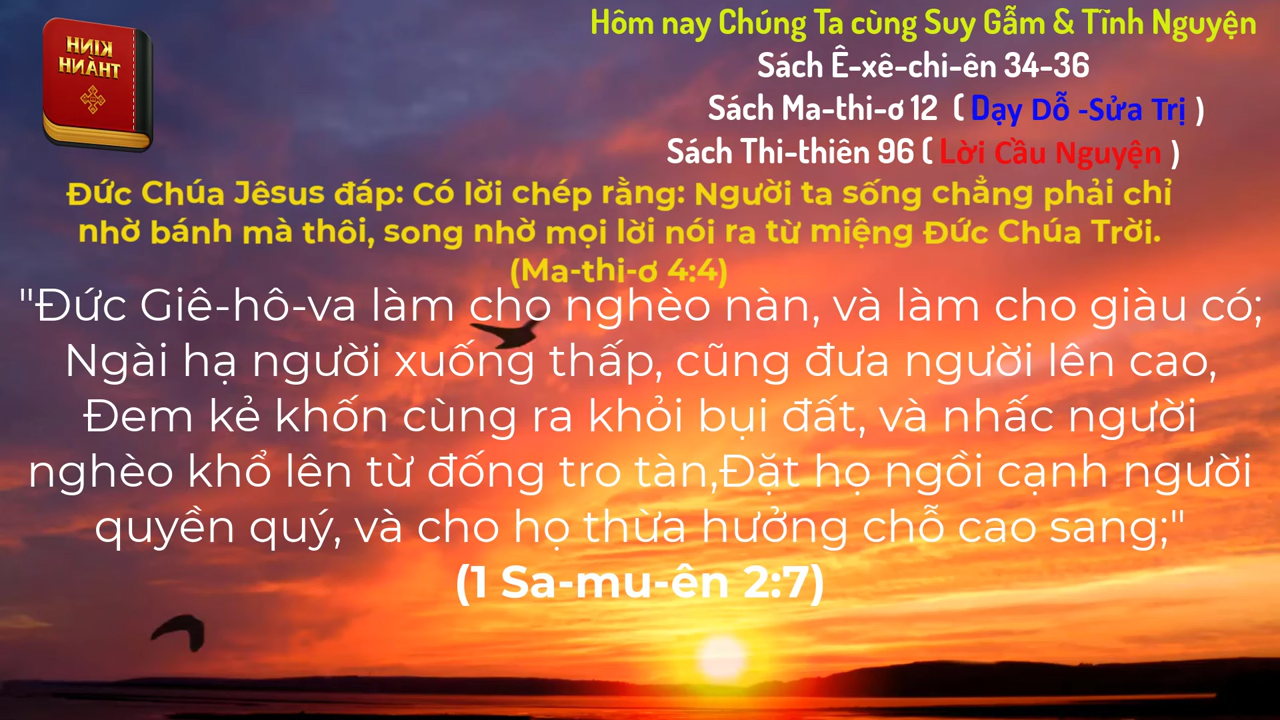 KINH
THÁNH
Hôm nay Chúng Ta cùng Suy Gẫm & Tĩnh Nguyện
Sách Ê-xê-chi-ên 34-36
Sách Ma-thi-ơ 12 ( Dạy Dỗ -Sửa Trị )
Sách Thi-thiên 96 ( Lời Cầu Nguyện )
Đức Chúa Jêsus đáp: Có lời chép rằng: Người ta sống chẳng phải chỉ
nhờ bánh mà thôi, song nhờ mọi lời nói ra từ miệng Đức Chúa Trời.
(Ma-thi-ơ 4:4)
"Đức Giê-hô-va làm cho nghèo nàn, và làm cho giàu có;
Ngài hạ người xuống thấp, cũng đưa người lên cao,
Đem kẻ khốn cùng ra khỏi bụi đất, và nhấc người
nghèo khổ lên từ đống tro tàn,Đặt họ ngồi cạnh người
quyền quý, và cho họ thừa hưởng chỗ cao sang;"
(1 Sa-mu-ên 2:7)